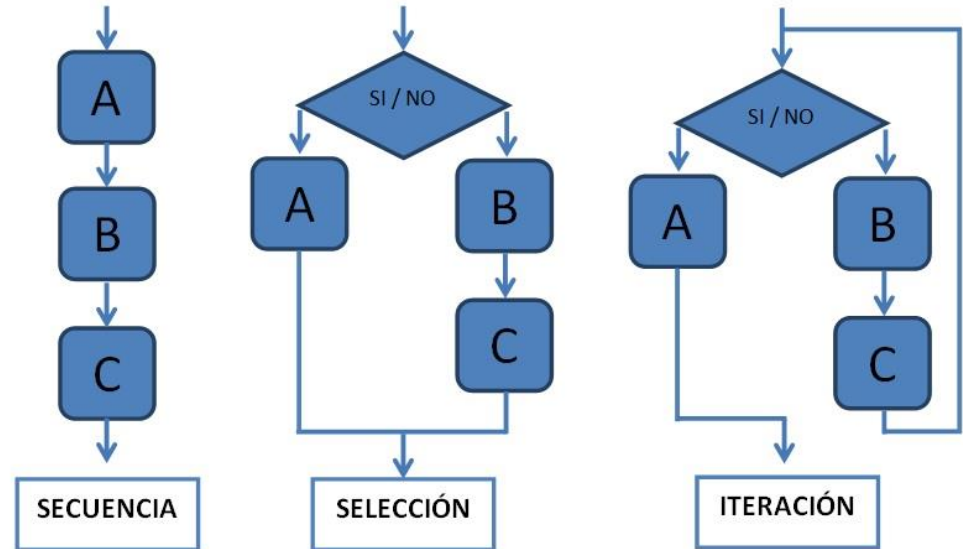 A
B
C
SECUENCIA
SI / NO
A
B
C
SELECCIÓN
SI / NO
A
B
C
ITERACIÓN